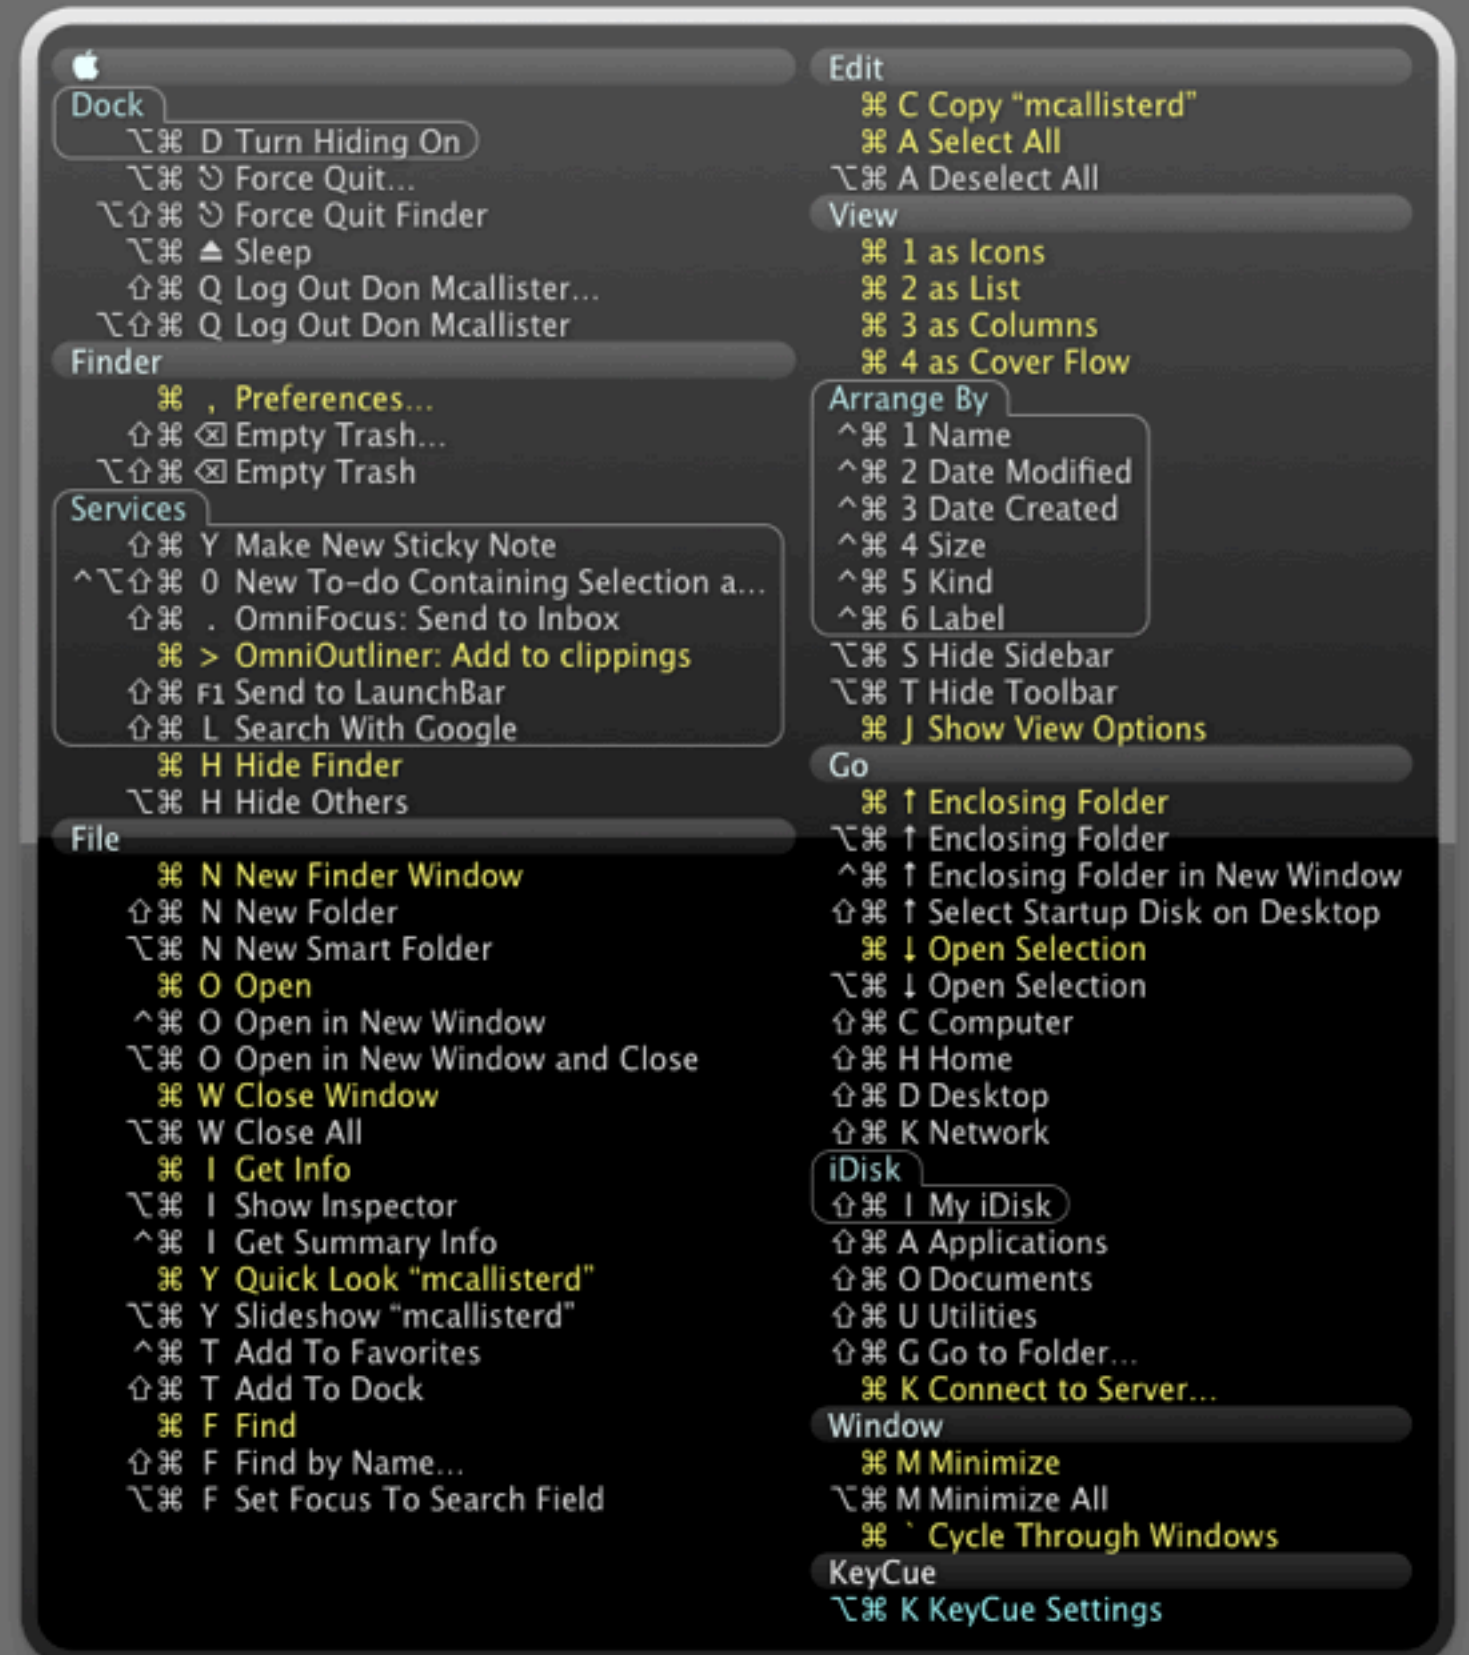 Dock
⌥⌘ D Turn Hiding On
⌥⌘ ⎋ Force Quit...
⌥⇧⌘ ⎋ Force Quit Finder
⌥⌘ ⏏ Sleep
⇧⌘ Q Log Out Don Mcallister...
⌥⇧⌘ Q Log Out Don Mcallister
Finder
⌘ , Preferences...
⇧⌘ ⌫ Empty Trash...
⌥⇧⌘ ⌫ Empty Trash
Services
⇧⌘ Y Make New Sticky Note
^⌥⇧⌘ 0 New To-do Containing Selection a...
⇧⌘ . OmniFocus: Send to Inbox
⌘ > OmniOutliner: Add to clippings
⇧⌘ F1 Send to LaunchBar
⇧⌘ L Search With Google
⌘ H Hide Finder
⌥⌘ H Hide Others
File
⌘ N New Finder Window
⇧⌘ N New Folder
⌥⌘ N New Smart Folder
⌘ O Open
^⌘ O Open in New Window
⌥⌘ O Open in New Window and Close
⌘ W Close Window
⌥⌘ W Close All
⌘ I Get Info
⌥⌘ I Show Inspector
^⌘ I Get Summary Info
⌘ Y Quick Look “mcallisterd”
⌥⌘ Y Slideshow “mcallisterd”
^⌘ T Add To Favorites
⇧⌘ T Add To Dock
⌘ F Find
⇧⌘ F Find by Name...
⌥⌘ F Set Focus To Search Field
Edit
⌘ C Copy “mcallisterd”
⌘ A Select All
⌥⌘ A Deselect All
View
⌘ 1 as Icons
⌘ 2 as List
⌘ 3 as Columns
⌘ 4 as Cover Flow
Arrange By
^⌘ 1 Name
^⌘ 2 Date Modified
^⌘ 3 Date Created
^⌘ 4 Size
^⌘ 5 Kind
^⌘ 6 Label
⌥⌘ S Hide Sidebar
⌥⌘ T Hide Toolbar
⌘ J Show View Options
Go
⌘ ↑ Enclosing Folder
⌥⌘ ↑ Enclosing Folder
^⌘ ↑ Enclosing Folder in New Window
⇧⌘ ↑ Select Startup Disk on Desktop
⌘ ↓ Open Selection
⌥⌘ ↓ Open Selection
⇧⌘ C Computer
⇧⌘ H Home
⇧⌘ D Desktop
⇧⌘ K Network
iDisk
⇧⌘ I My iDisk
⇧⌘ A Applications
⇧⌘ O Documents
⇧⌘ U Utilities
⇧⌘ G Go to Folder...
⌘ K Connect to Server...
Window
⌘ M Minimize
⌥⌘ M Minimize All
⌘ ` Cycle Through Windows
KeyCue
⌥⌘ K KeyCue Settings